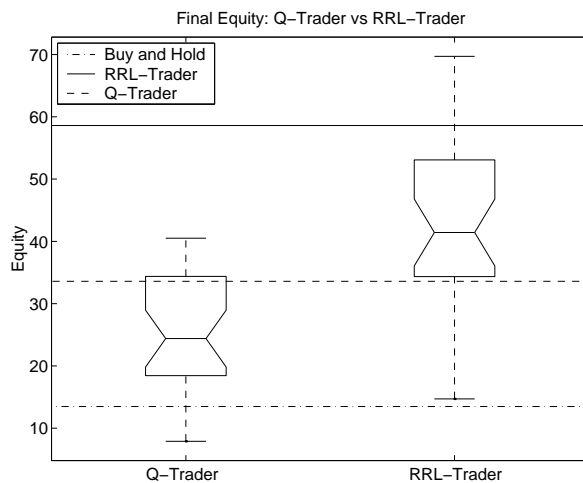 Final Equity: Q−Trader vs RRL−Trader
70
60
50
40
30
20
10
Equity
Buy and Hold
RRL−Trader
Q−Trader
Q−Trader
RRL−Trader